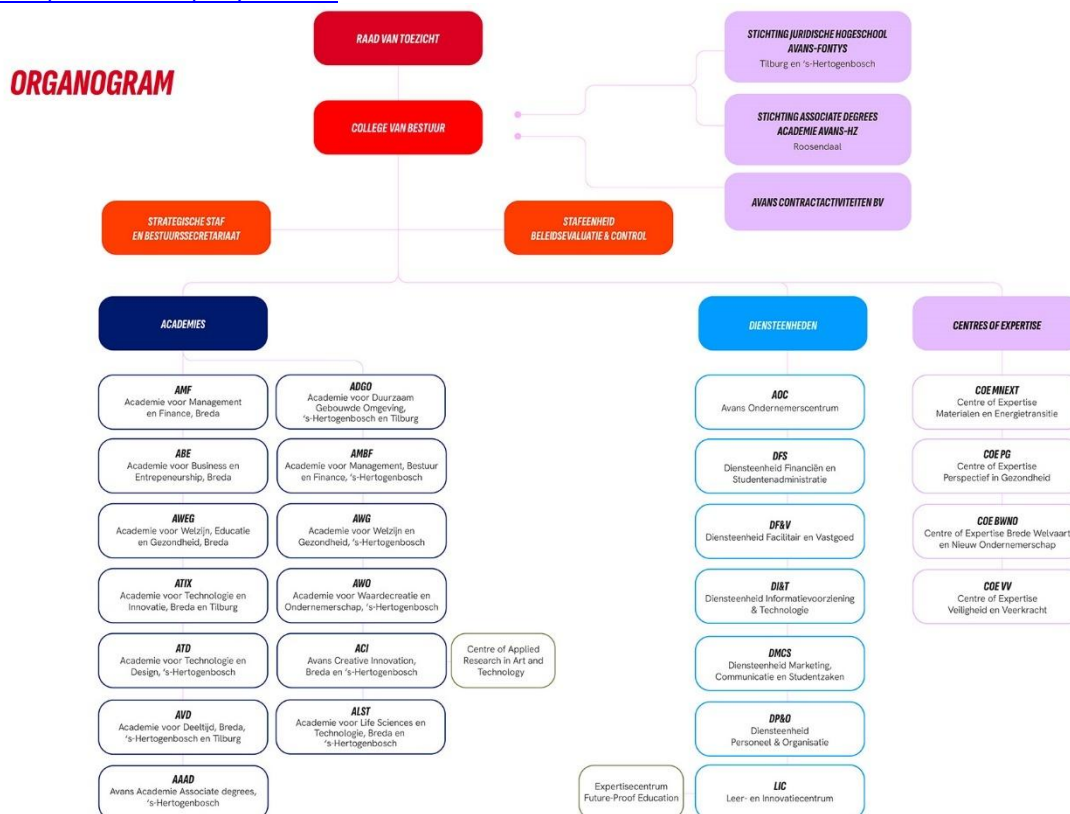 RAAD VAN TOEZICHT
STICHTING JURIDISCHE HOGESCHOOL
AVANS-FONTYS
Tilburg en 's-Hertogenbosch
ORGANOGRAM
COLLEGE VAN BESTUUR
STICHTING ASSOCIATE DEGREES
ACADEMIE AVANS-HZ
Roosendaal
AVANS CONTRACTACTIVITEITEN BV
STRATEGISCHE STAF
EN BESTUURSSECRETARIAAT
STAFEENHEID
BELEIDSEVALUATIE & CONTROL
ACADEMIES
AMF
Academie voor Management
en Finance, Breda
ABE
Academie voor Business en
Entrepeneurship, Breda
AWEG
Academie voor Welzijn, Educatie
en Gezondheid, Breda
ATIX
Academie voor Technologie en
Innovatie, Breda en Tilburg
ATD
Academie voor Technologie en
Design, 's-Hertogenbosch
AVD
Academie voor Deeltijd, Breda,
's-Hertogenbosch en Tilburg
AAAD
Avans Academie Associate degrees,
's-Hertogenbosch
ADGO
Academie voor Duurzaam
Gebouwde Omgeving,
's-Hertogenbosch en Tilburg
AMBF
Academie voor Management, Bestuur
en Finance, 's-Hertogenbosch
AWG
Academie voor Welzijn en
Gezondheid, 's-Hertogenbosch
AWO
Academie voor Waardecreatie en
Ondernemerschap, 's-Hertogenbosch
ACI
Avans Creative Innovation,
Breda en 's-Hertogenbosch
Centre of Applied
Research in Art and
Technology
ALST
Academie voor Life Sciences en
Technologie, Breda en
's-Hertogenbosch
DIENSTEENHEDEN
AOC
Avans Ondernemerscentrum
DFS
Diensteenheid Financiën en
Studentenadministratie
DF&V
Diensteenheid Facilitair en Vastgoed
DI&T
Diensteenheid Informatievoorziening
& Technologie
DMCS
Diensteenheid Marketing,
Communicatie en Studentzaken
DP&O
Diensteenheid
Personeel & Organisatie
Expertisecentrum
Future-Proof Education
LIC
Leer- en Innovatiecentrum
CENTRES OF EXPERTISE
COE MNEXT
Centre of Expertise
Materialen en Energietransitie
COE PG
Centre of Expertise
Perspectief in Gezondheid
COE BWNO
Centre of Expertise Brede Welvaart
en Nieuw Ondernemerschap
COE VV
Centre of Expertise
Veiligheid en Veerkracht